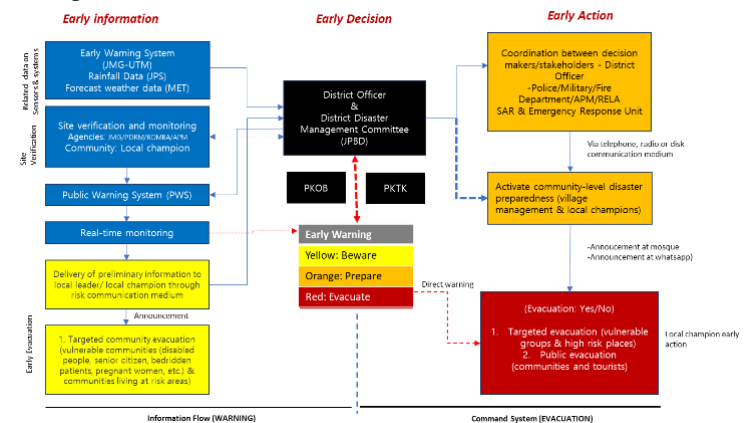 Early information
Early Decision
Early Action
Related data on
Sensors & systems
Early Warning System
(JMG-UTM)
Rainfall Data (JPS)
Forecast weather data (MET)
Site
Verification
Site verification and monitoring
Agencies: JMG/PDRM/BOMBA/APM
Community: Local champion
Public Warning System (PWS)
Real-time monitoring
Delivery of preliminary information to
local leader/ local champion through
risk communication medium
Announcement
Early Evacuation
1. Targeted community evacuation
(vulnerable communities (disabled
people, senior citizen, bedridden
patients, pregnant women, etc.) &
communities living at risk areas)
District Officer
&
District Disaster
Management Committee
(JPBD)
PKOB
PKTK
Early Warning
Yellow: Beware
Orange: Prepare
Red: Evacuate
Direct warning
Coordination between decision
makers/stakeholders - District
Officer
-Police/Military/Fire
Department/APM/RELA
SAR & Emergency Response Unit
Via telephone, radio or disk
communication medium
Activate community-level disaster
preparedness (village
management & local champions)
-Annoucement at mosque
-Announcement at whatsapp)
(Evacuation: Yes/No)
1. Targeted evacuation (vulnerable
groups & high risk places)
2. Public evacuation
(communities and tourists)
Local champion early
action
Information Flow (WARNING)
Command System (EVACUATION)